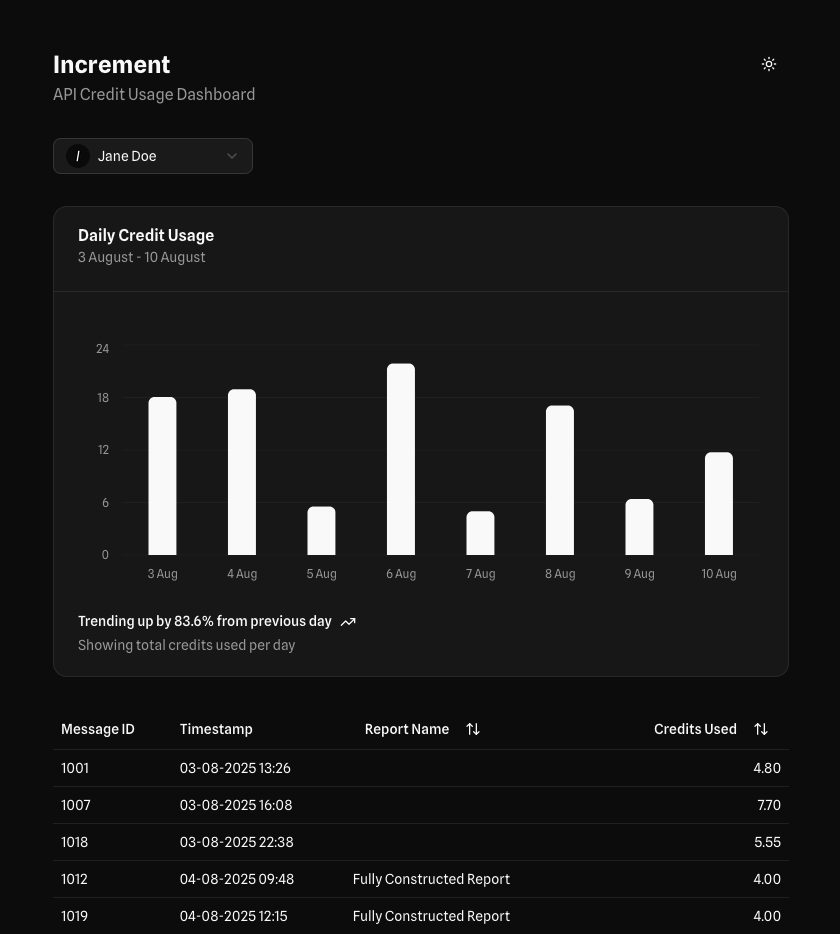 Increment
API Credit Usage Dashboard
/ Jane Doe
Daily Credit Usage
3 August - 10 August
24
18
12
6
0
3 Aug 4 Aug 5 Aug 6 Aug 7 Aug 8 Aug 9 Aug 10 Aug
Trending up by 83.6% from previous day
Showing total credits used per day
Message ID Timestamp Report Name Credits Used
1001 03-08-2025 13:26 4.80
1007 03-08-2025 16:08 7.70
1018 03-08-2025 22:38 5.55
1012 04-08-2025 09:48 Fully Constructed Report 4.00
1019 04-08-2025 12:15 Fully Constructed Report 4.00